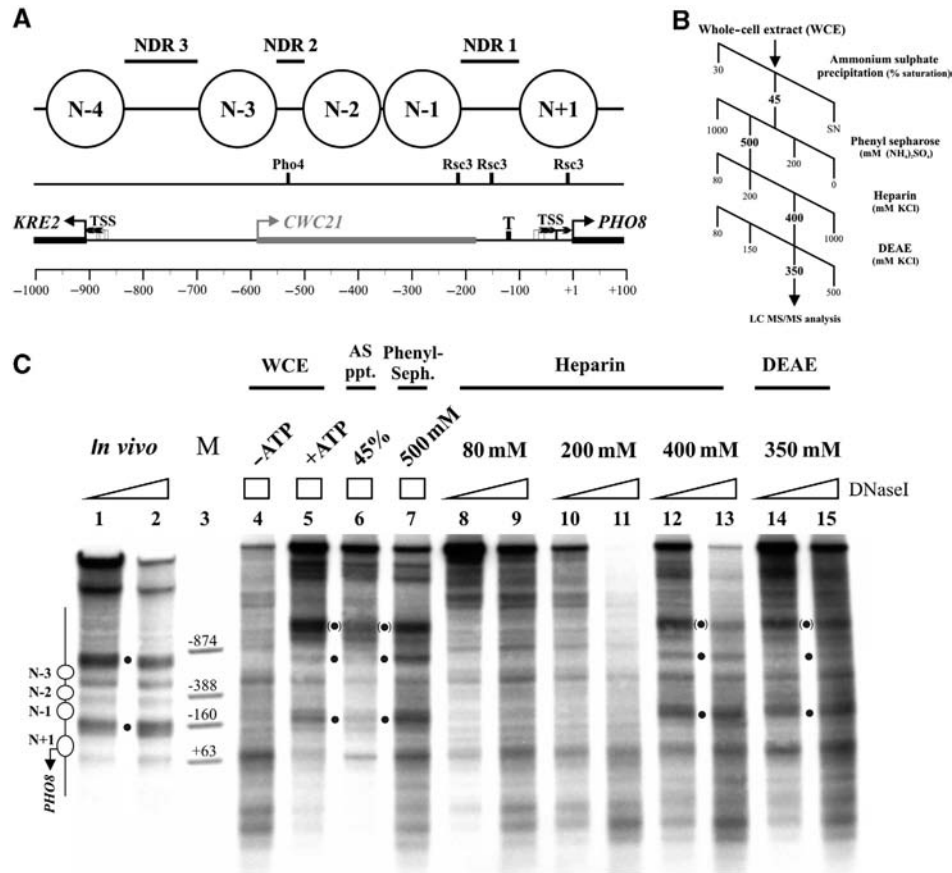 A
NDR 3 NDR 2 NDR 1
N-4 N-3 N-2 N-1 N+1
Pho4 Rsc3 Rsc3 Rsc3
KRE2 TSS CWC21 T TSS PHO8
−1000 −900 −800 −700 −600 −500 −400 −300 −200 −100 +1 +100
B
Whole-cell extract (WCE)
30 Ammonium sulphate
precipitation (% saturation)
45
SN
1000 Phenyl sepharose
500 (mM (NH₄)₂SO₄)
200
0
80 Heparin
200 (mM KCl)
400
1000
80 DEAE
150 (mM KCl)
350
500
LC MS/MS analysis
C
WCE AS ppt. Phenyl-Seph. Heparin DEAE
In vivo M −ATP +ATP 45% 500 mM 80 mM 200 mM 400 mM 350 mM
DNaseI
1 2 3 4 5 6 7 8 9 10 11 12 13 14 15
-874
N-3
-388
N-2
N-1
-160
N+1
+63
PHO8